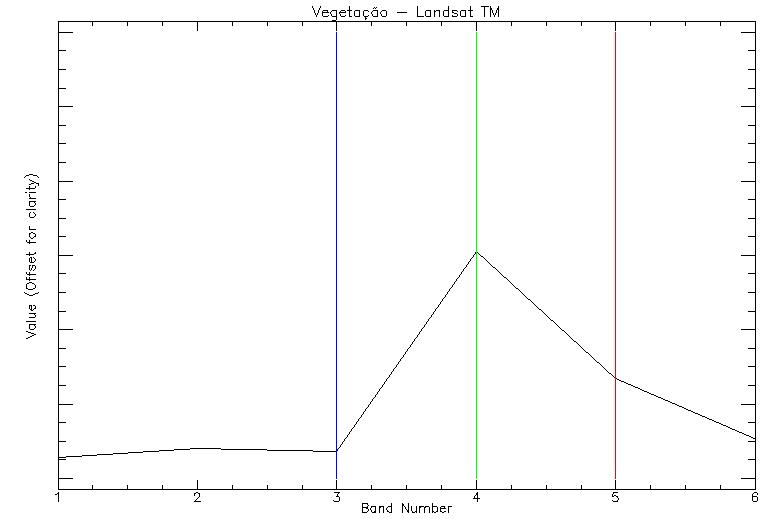 Vegetação – Landsat TM
Value (Offset for clarity)
1 2 3 4 5 6
Band Number